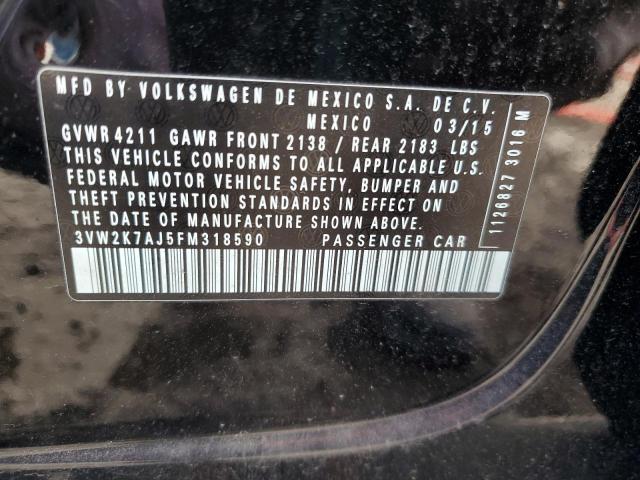 MFD BY VOLKSWAGEN DE MEXICO S.A. DE C.V.
MEXICO 03/15
GVWR 4211 GAWR FRONT 2138 / REAR 2183 LBS
THIS VEHICLE CONFORMS TO ALL APPLICABLE U.S.
FEDERAL MOTOR VEHICLE SAFETY, BUMPER AND
THEFT PREVENTION STANDARDS IN EFFECT ON
THE DATE OF MANUFACTURE SHOWN ABOVE.
3VW2K7AJ5FM318590 PASSENGER CAR
1126827 3016 M